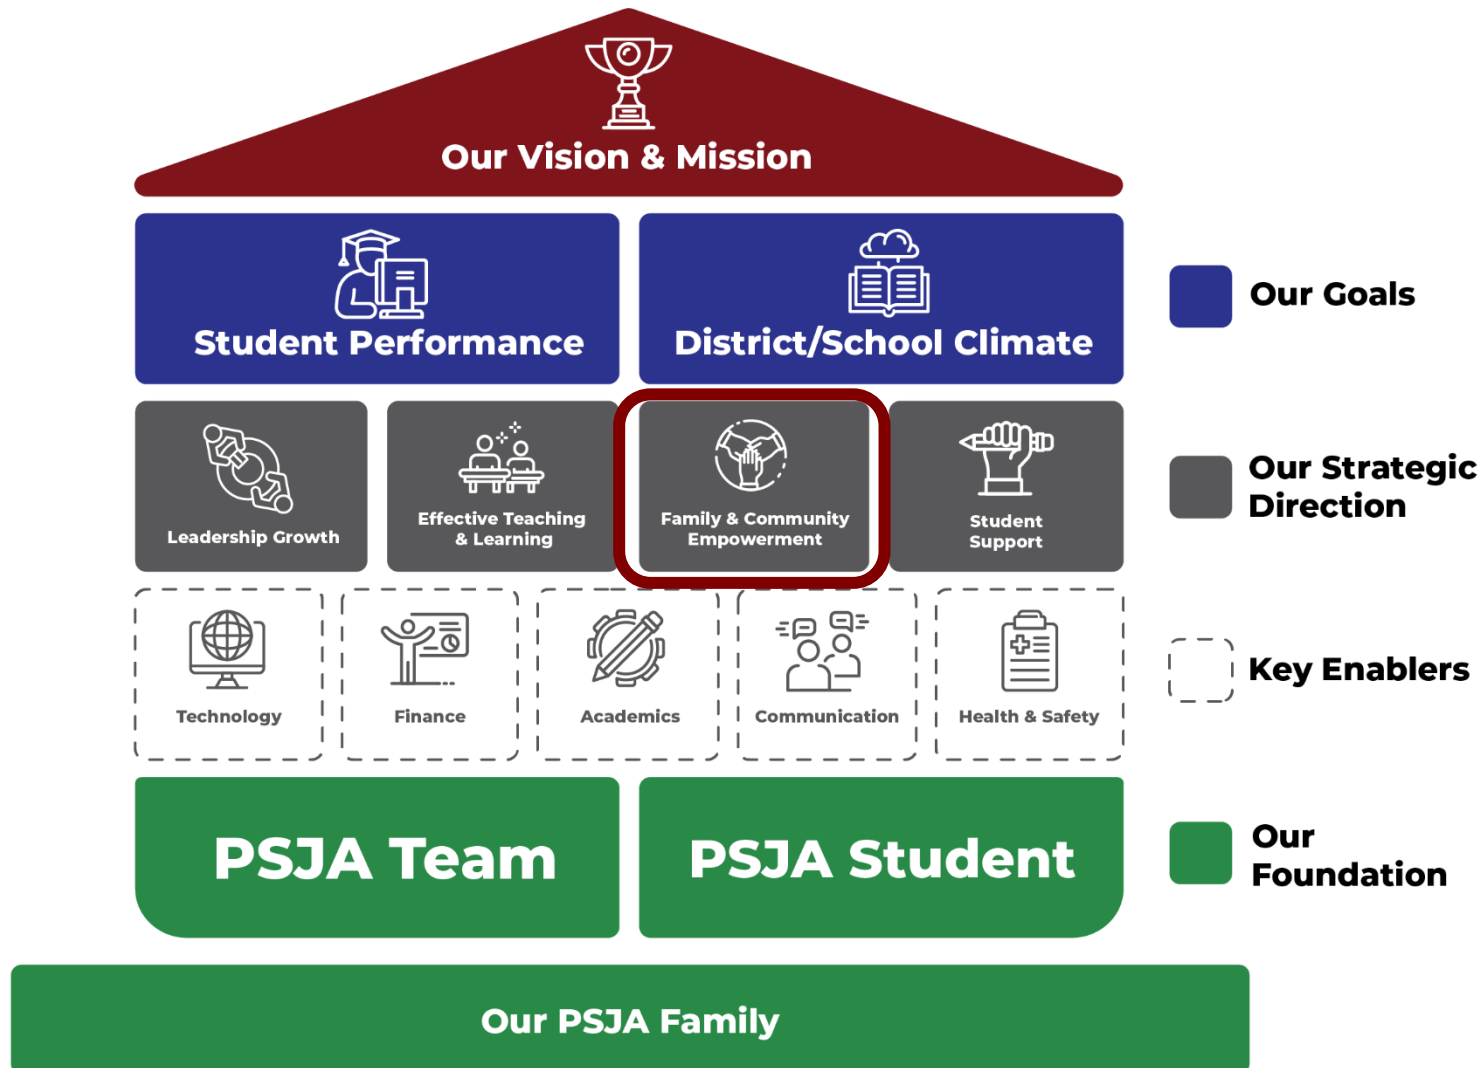 Our Vision & Mission
Student Performance
District/School Climate
Our Goals
Leadership Growth
Effective Teaching
& Learning
Family & Community
Empowerment
Student
Support
Our Strategic
Direction
Technology
Finance
Academics
Communication
Health & Safety
Key Enablers
PSJA Team
PSJA Student
Our
Foundation
Our PSJA Family